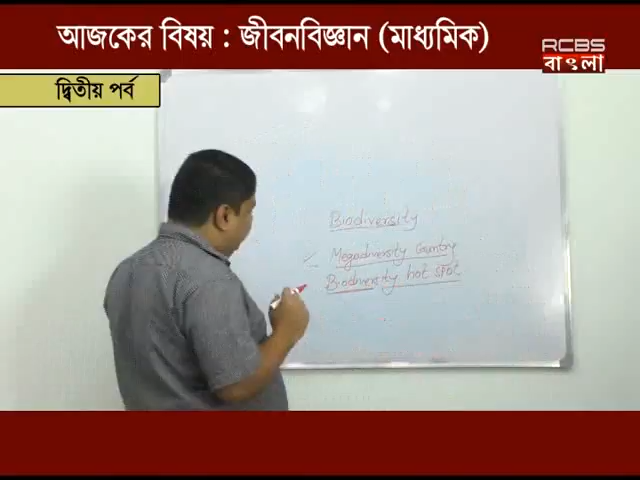 আজকের বিষয় : জীবনবিজ্ঞান (মাধ্যমিক)
RCBS
বাংলা
দ্বিতীয় পর্ব
Biodiversity
Megadiversity Country
Biodiversity hot spot